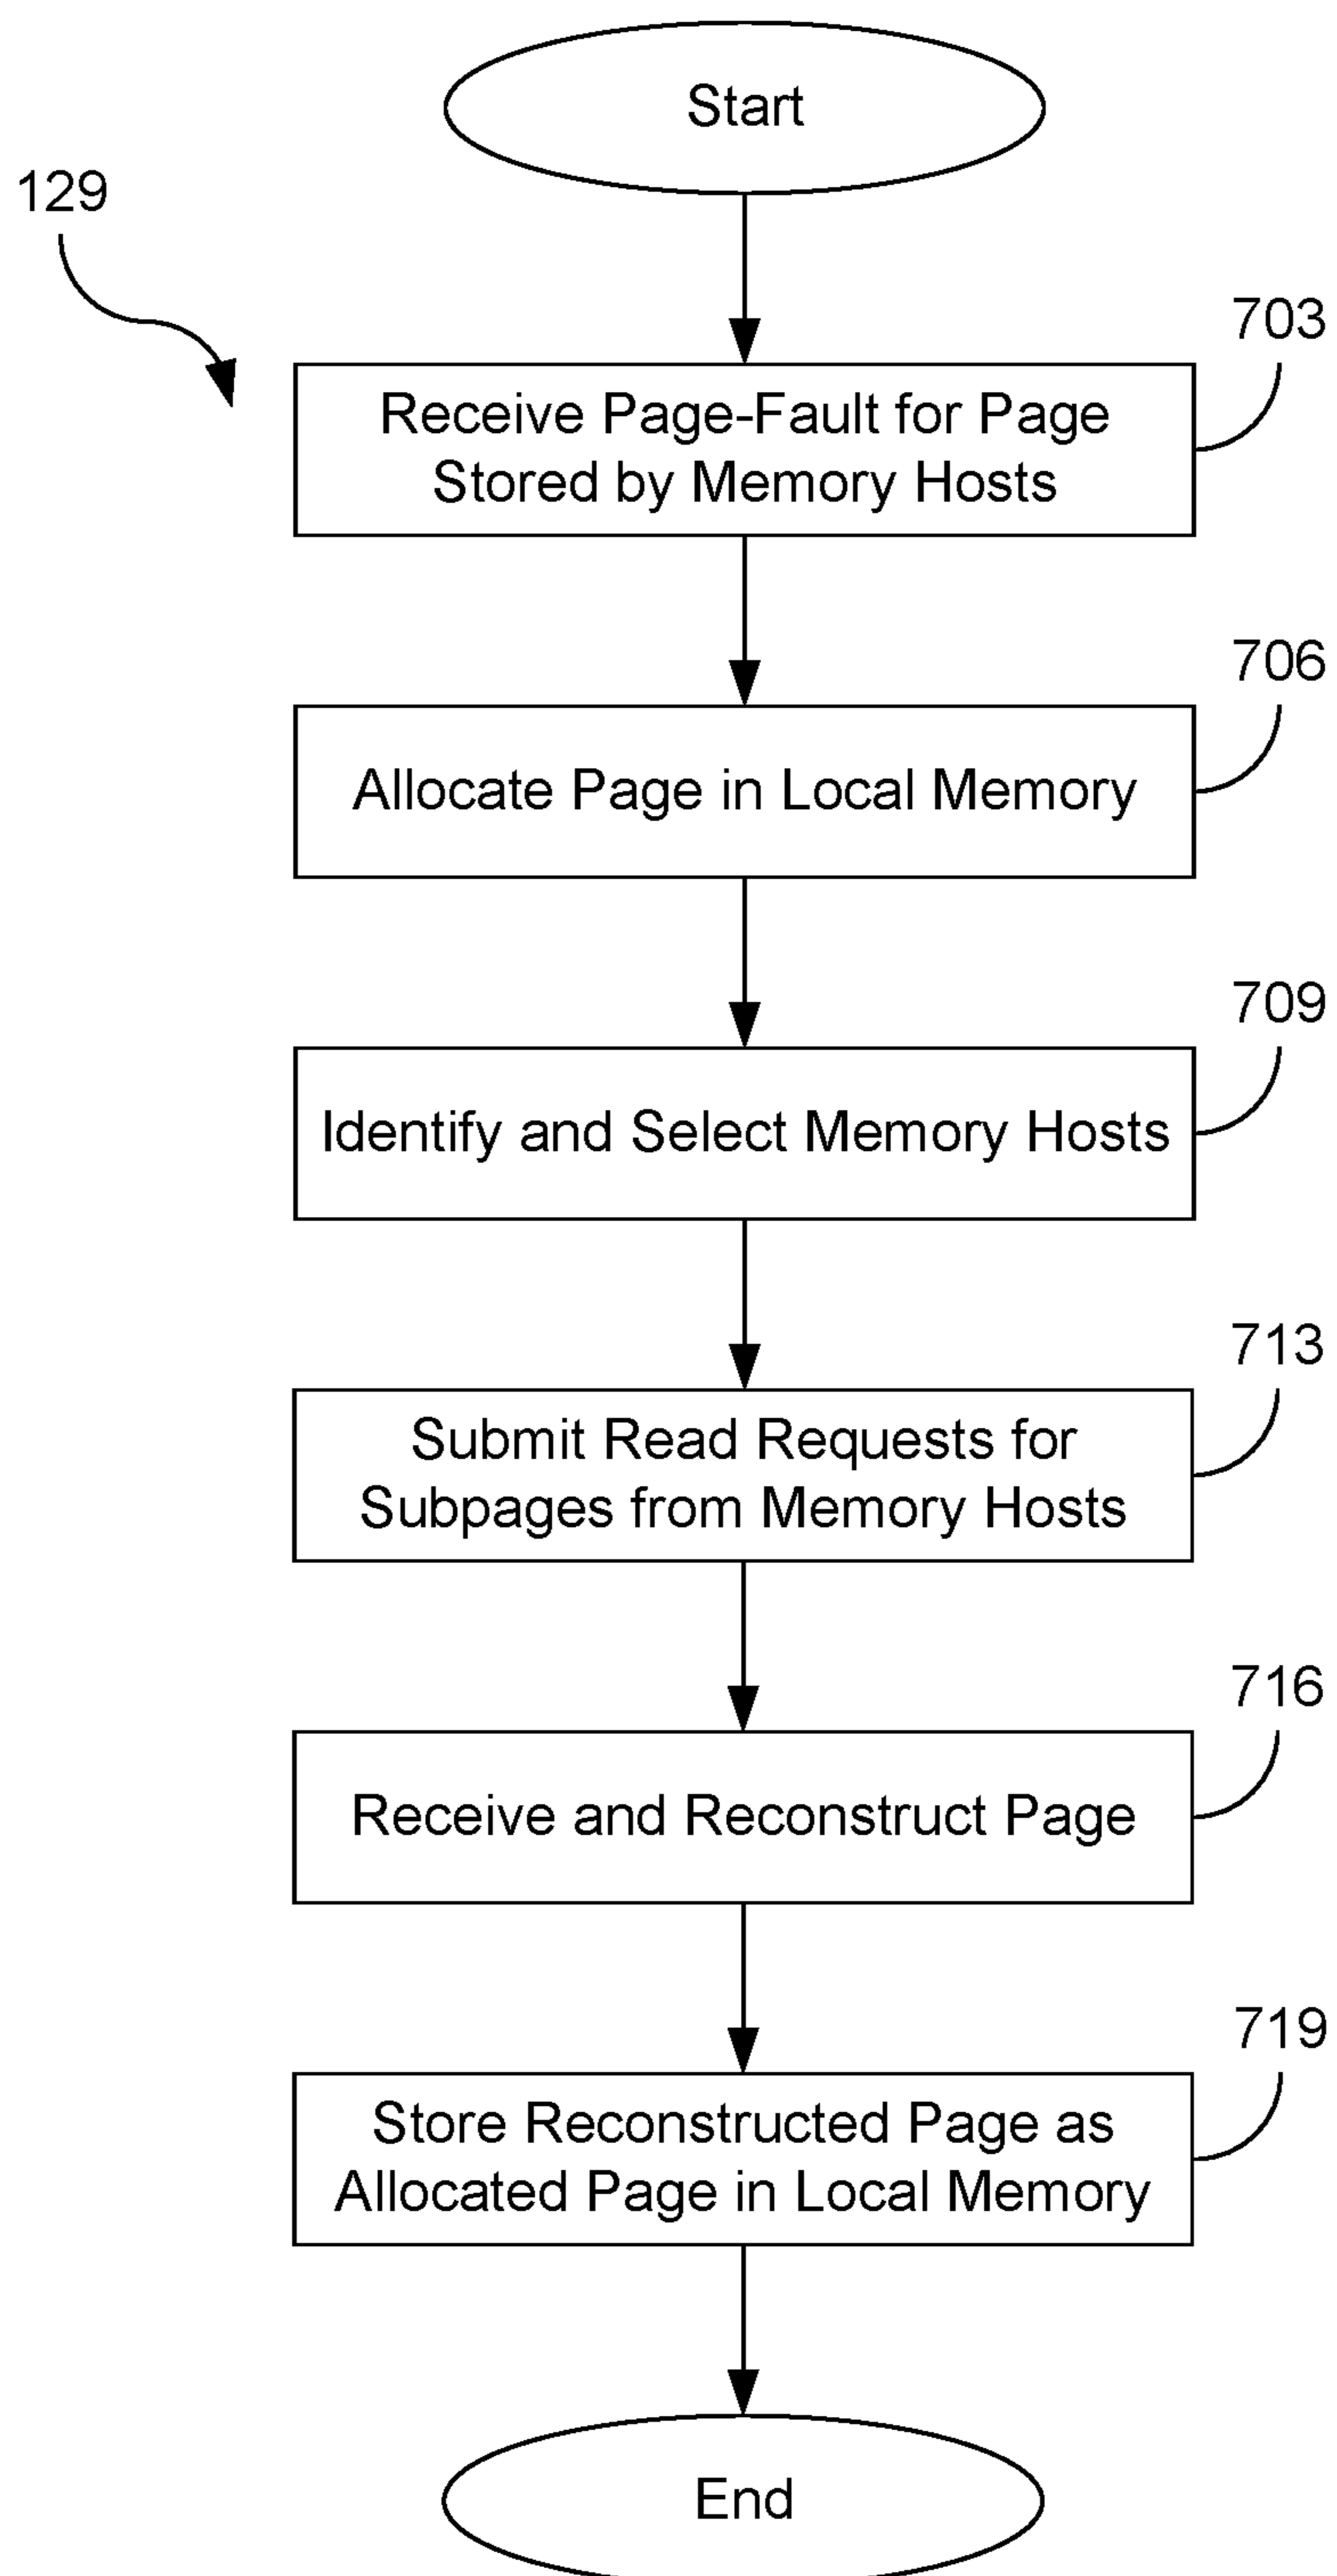 Start
129
703
Receive Page-Fault for Page
Stored by Memory Hosts
706
Allocate Page in Local Memory
709
Identify and Select Memory Hosts
713
Submit Read Requests for
Subpages from Memory Hosts
716
Receive and Reconstruct Page
719
Store Reconstructed Page as
Allocated Page in Local Memory
End